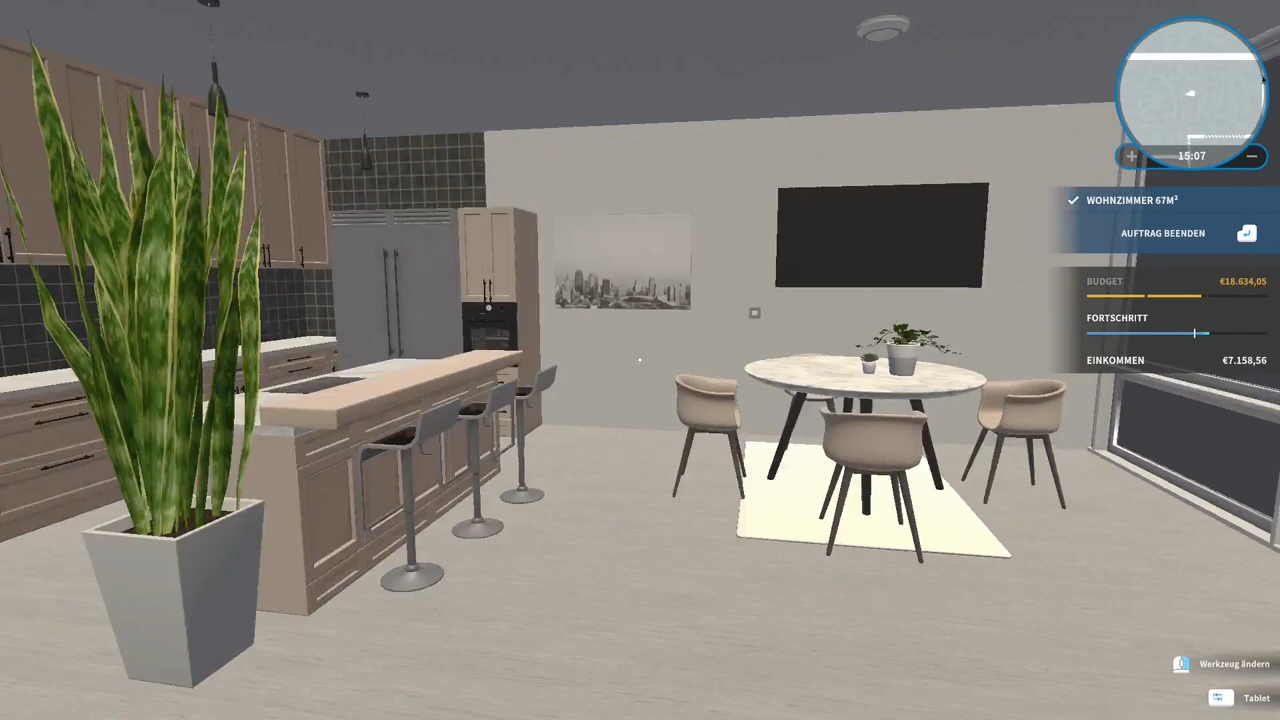 15:07
WOHNZIMMER 67M²
AUFTRAG BEENDEN
BUDGET €18.634,05
FORTSCHRITT
EINKOMMEN €7.158,56
Werkzeug ändern
Tablet